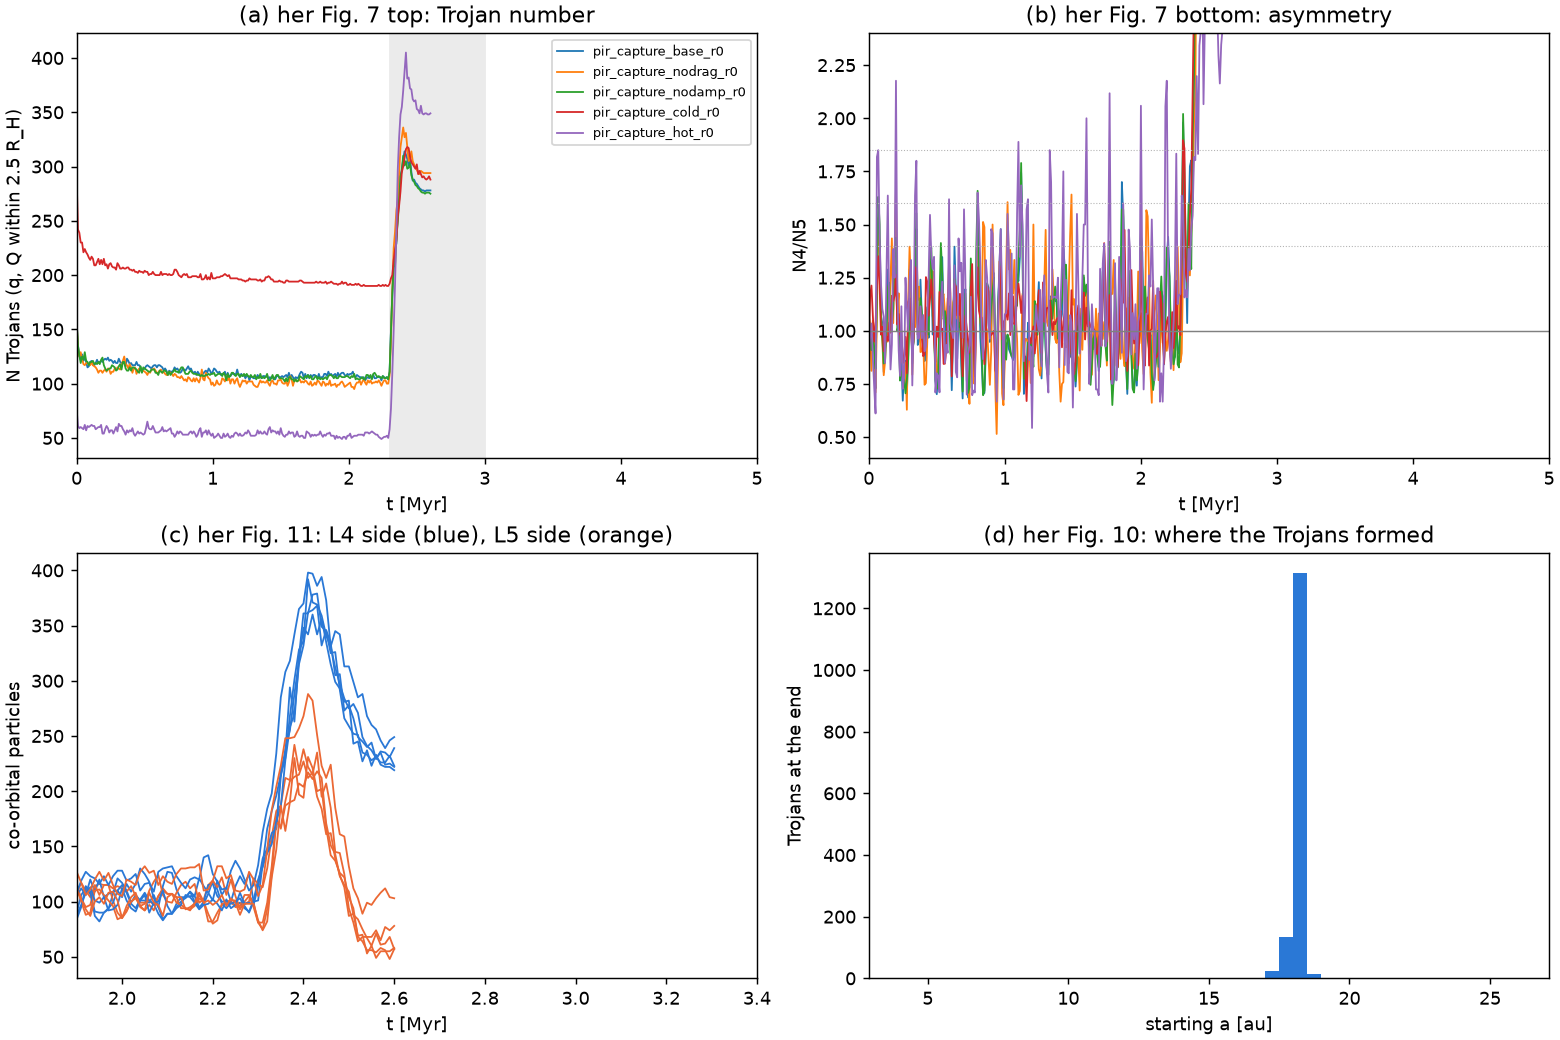 (a) her Fig. 7 top: Trojan number
N Trojans (q, Q within 2.5 R_H)
400
350
300
250
200
150
100
50
pir_capture_base_r0
pir_capture_nodrag_r0
pir_capture_nodamp_r0
pir_capture_cold_r0
pir_capture_hot_r0
0 1 2 3 4 5
t [Myr]
(b) her Fig. 7 bottom: asymmetry
N4/N5
2.25
2.00
1.75
1.50
1.25
1.00
0.75
0.50
0 1 2 3 4 5
t [Myr]
(c) her Fig. 11: L4 side (blue), L5 side (orange)
co-orbital particles
400
350
300
250
200
150
100
50
2.0 2.2 2.4 2.6 2.8 3.0 3.2 3.4
t [Myr]
(d) her Fig. 10: where the Trojans formed
Trojans at the end
1200
1000
800
600
400
200
0
5 10 15 20 25
starting a [au]